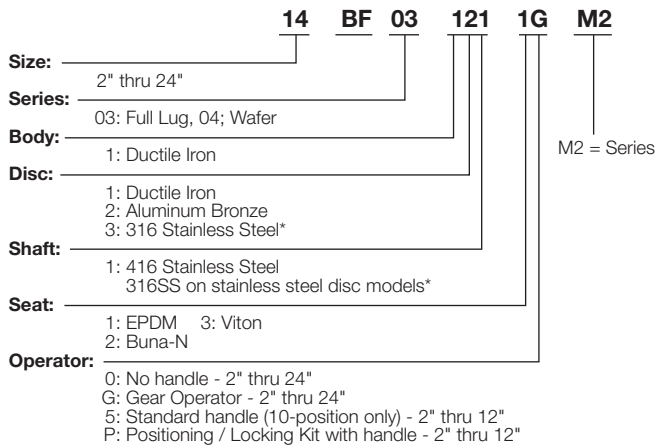 14 BF 03 121 1G M2
Size:
2" thru 24"
Series:
03: Full Lug, 04; Wafer
Body:
1: Ductile Iron
M2 = Series
Disc:
1: Ductile Iron
2: Aluminum Bronze
3: 316 Stainless Steel*
Shaft:
1: 416 Stainless Steel
316SS on stainless steel disc models*
Seat:
1: EPDM 3: Viton
2: Buna-N
Operator:
0: No handle - 2" thru 24"
G: Gear Operator - 2" thru 24"
5: Standard handle (10-position only) - 2" thru 12"
P: Positioning / Locking Kit with handle - 2" thru 12"